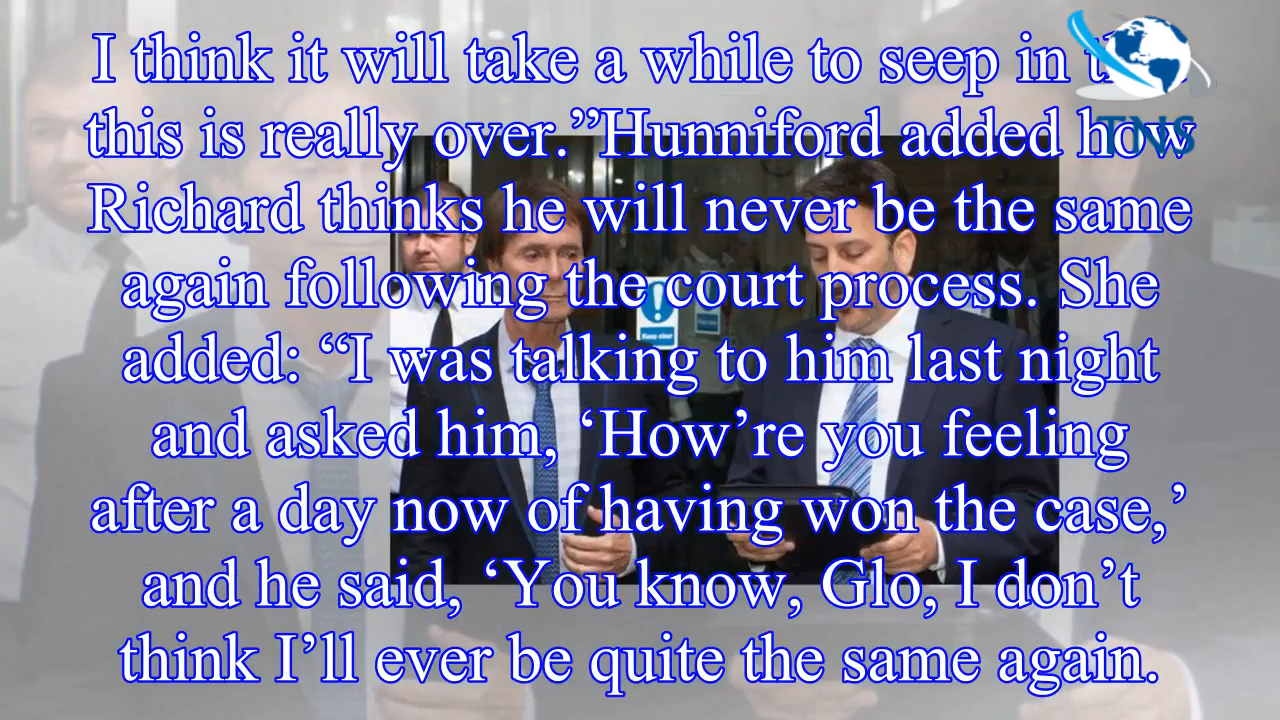 I think it will take a while to seep in
this is really over.”Hunniford added how
Richard thinks he will never be the same
again following the court process. She
added: “I was talking to him last night
and asked him, ‘How’re you feeling
after a day now of having won the case,’
and he said, ‘You know, Glo, I don’t
think I’ll ever be quite the same again.
TNS
Keep clear